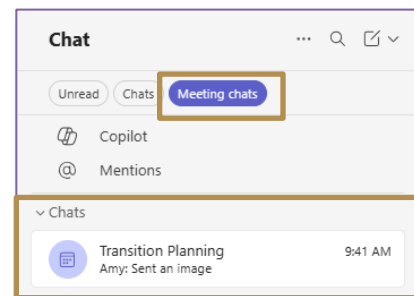 Chat
Unread Chats Meeting chats
Copilot
Mentions
Chats
Transition Planning 9:41 AM
Amy: Sent an image